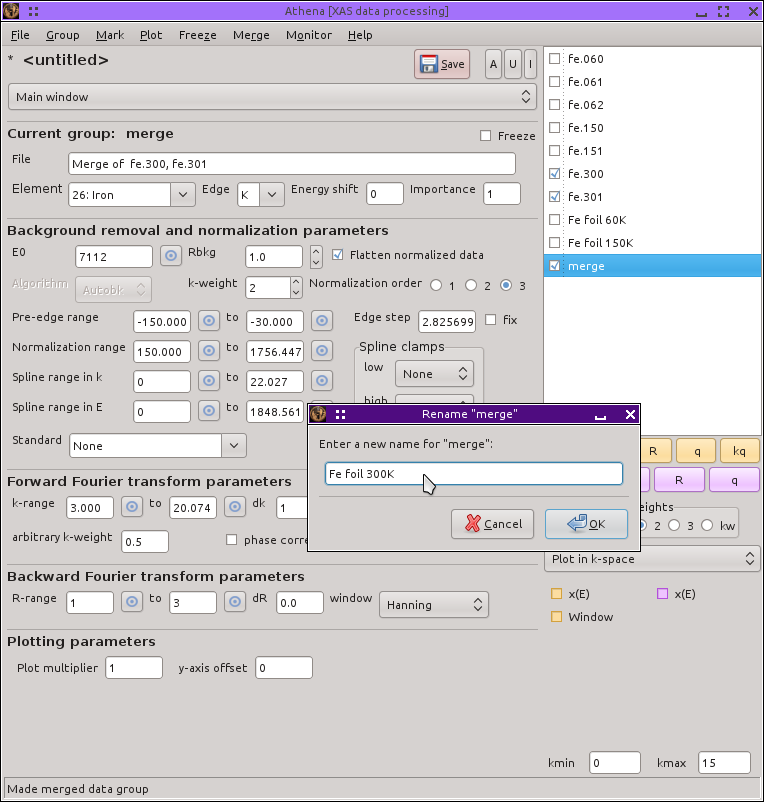 Athena [XAS data processing]
File Group Mark Plot Freeze Merge Monitor Help
* <untitled> Save A U I
Main window
Current group: merge Freeze
File Merge of fe.300, fe.301
Element 26: Iron Edge K Energy shift 0 Importance 1
Background removal and normalization parameters
E0 7112 Rbkg 1.0 Flatten normalized data
Algorithm Autobk k-weight 2 Normalization order 1 2 3
Pre-edge range -150.000 to -30.000 Edge step 2.825699 fix
Normalization range 150.000 to 1756.447 Spline clamps
Spline range in k 0 to 22.027 low None
Spline range in E 0 to 1848.561 high
Standard None
Forward Fourier transform parameters
k-range 3.000 to 20.074 dk 1
arbitrary k-weight 0.5 phase corre
Backward Fourier transform parameters
R-range 1 to 3 dR 0.0 window Hanning
Plotting parameters
Plot multiplier 1 y-axis offset 0
Made merged data group
fe.060
fe.061
fe.062
fe.150
fe.151
fe.300
fe.301
Fe foil 60K
Fe foil 150K
merge
Rename "merge"
Enter a new name for "merge":
Fe foil 300K
Cancel OK
R q kq
R q
eights
2 3 kw
Plot in k-space
χ(E) χ(E)
Window
kmin 0 kmax 15